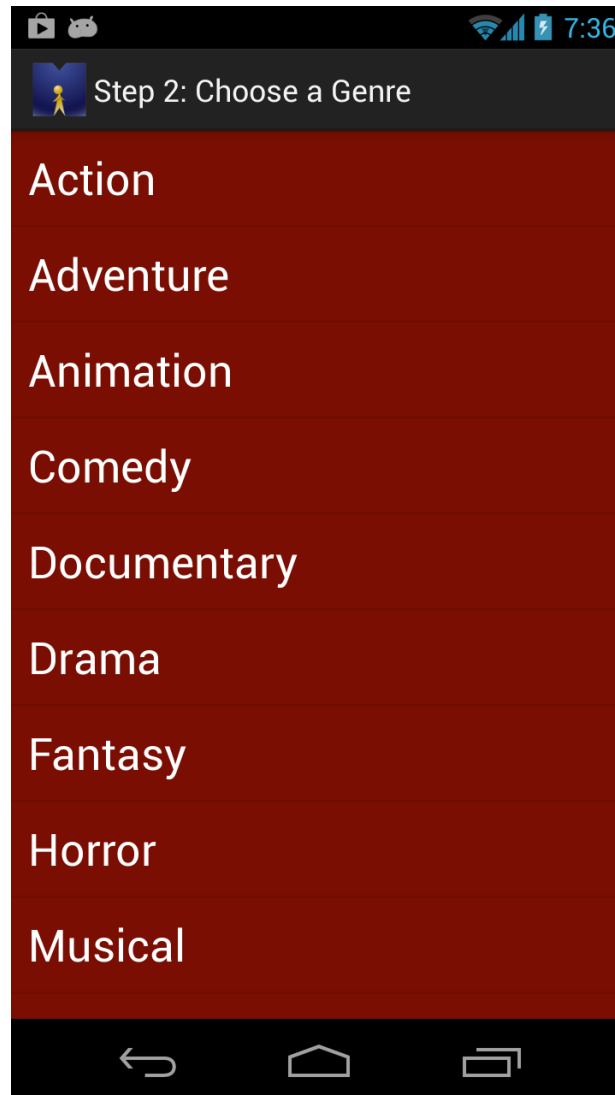 7:36
Step 2: Choose a Genre
Action
Adventure
Animation
Comedy
Documentary
Drama
Fantasy
Horror
Musical